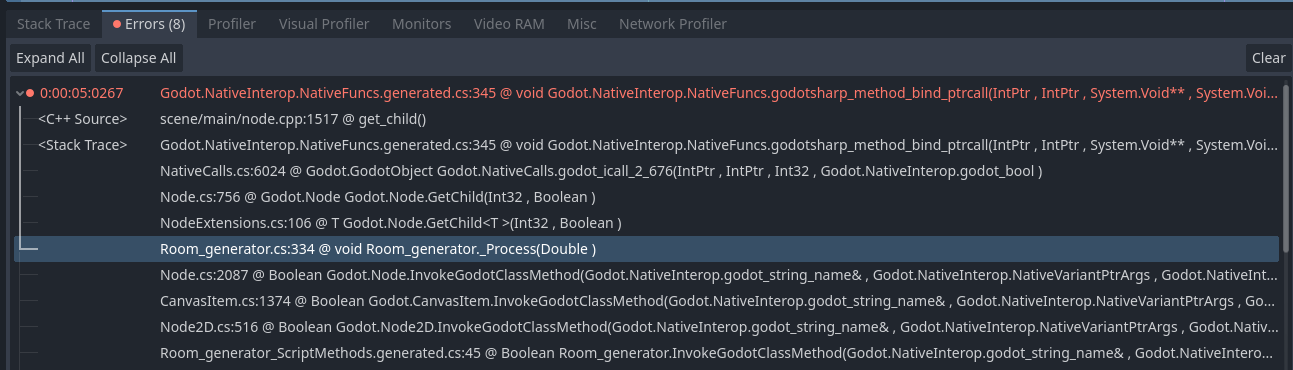 Stack Trace Errors (8) Profiler Visual Profiler Monitors Video RAM Misc Network Profiler
Expand All Collapse All Clear
0:00:05:0267 Godot.NativeInterop.NativeFuncs.generated.cs:345 @ void Godot.NativeInterop.NativeFuncs.godotsharp_method_bind_ptrcall(IntPtr , IntPtr , System.Void** , System.Voi...
<C++ Source> scene/main/node.cpp:1517 @ get_child()
<Stack Trace> Godot.NativeInterop.NativeFuncs.generated.cs:345 @ void Godot.NativeInterop.NativeFuncs.godotsharp_method_bind_ptrcall(IntPtr , IntPtr , System.Void** , System.Voi...
NativeCalls.cs:6024 @ Godot.GodotObject Godot.NativeCalls.godot_icall_2_676(IntPtr , IntPtr , Int32 , Godot.NativeInterop.godot_bool )
Node.cs:756 @ Godot.Node Godot.Node.GetChild(Int32 , Boolean )
NodeExtensions.cs:106 @ T Godot.Node.GetChild<T >(Int32 , Boolean )
Room_generator.cs:334 @ void Room_generator._Process(Double )
Node.cs:2087 @ Boolean Godot.Node.InvokeGodotClassMethod(Godot.NativeInterop.godot_string_name& , Godot.NativeInterop.NativeVariantPtrArgs , Godot.NativeInt...
CanvasItem.cs:1374 @ Boolean Godot.CanvasItem.InvokeGodotClassMethod(Godot.NativeInterop.godot_string_name& , Godot.NativeInterop.NativeVariantPtrArgs , Go...
Node2D.cs:516 @ Boolean Godot.Node2D.InvokeGodotClassMethod(Godot.NativeInterop.godot_string_name& , Godot.NativeInterop.NativeVariantPtrArgs , Godot.Nativ...
Room_generator_ScriptMethods.generated.cs:45 @ Boolean Room_generator.InvokeGodotClassMethod(Godot.NativeInterop.godot_string_name& , Godot.NativeIntero...